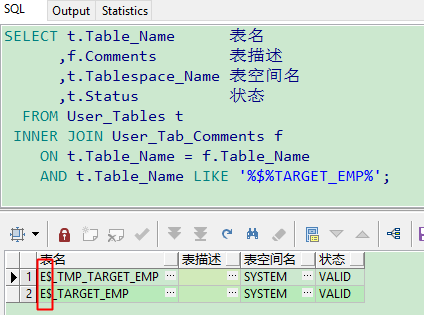 SQL Output Statistics
SELECT t.Table_Name 表名
,f.Comments 表描述
,t.Tablespace_Name 表空间名
,t.Status 状态
FROM User_Tables t
INNER JOIN User_Tab_Comments f
ON t.Table_Name = f.Table_Name
AND t.Table_Name LIKE '%$%TARGET_EMP%';
表名 表描述 表空间名 状态
1 E$_TMP_TARGET_EMP ... ... SYSTEM ... VALID
2 E$_TARGET_EMP ... ... SYSTEM ... VALID